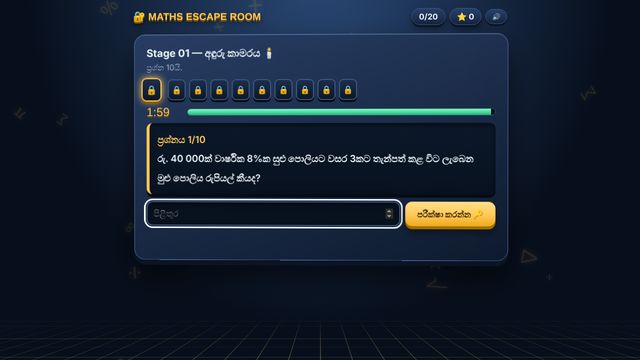 MATHS ESCAPE ROOM
0/20
0
Stage 01 — අඳුරු කාමරය
ප්‍රශ්න 10යි.
1:59
ප්‍රශ්නය 1/10
රු. 40 000ක් වාර්ෂික 8%ක සුළු පොලියට වසර 3කට තැන්පත් කළ විට ලැබෙන
මුළු පොලිය රුපියල් කීයද?
පිළිතුර
පරීක්ෂා කරන්න